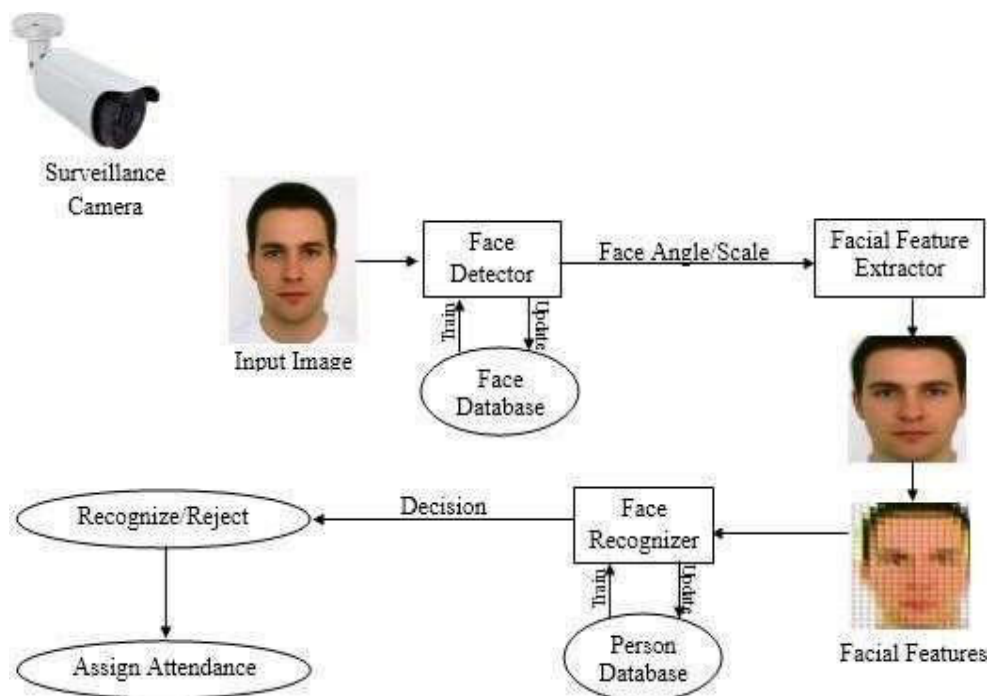 Surveillance
Camera
Input Image
Face
Detector
Face Angle/Scale
Facial Feature
Extractor
Train
Update
Face
Database
Recognize/Reject
Decision
Face
Recognizer
Train
Update
Assign Attendance
Person
Database
Facial Features